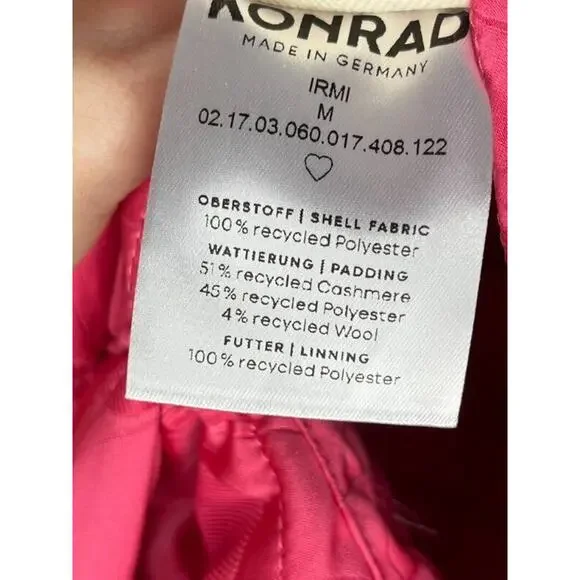 KONRAD
MADE IN GERMANY
IRMI
M
02.17.03.060.017.408.122
OBERSTOFF | SHELL FABRIC
100% recycled Polyester
WATTIERUNG | PADDING
51% recycled Cashmere
45% recycled Polyester
4% recycled Wool
FUTTER | LINNING
100% recycled Polyester